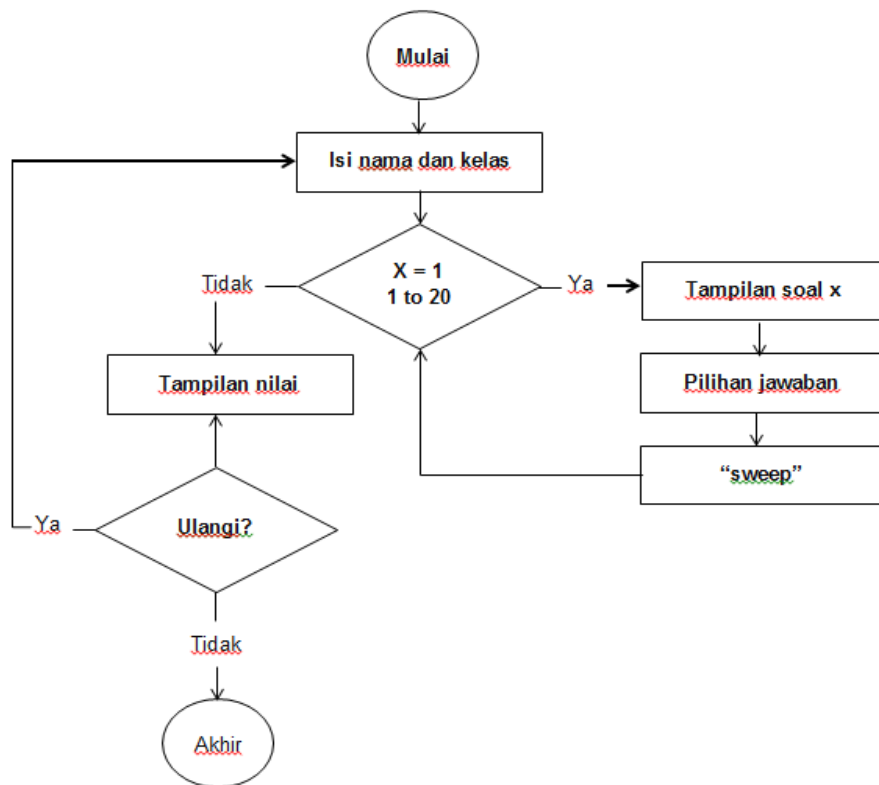 Mulai
Isi nama dan kelas
X = 1
1 to 20
Tidak
Ya
Tampilan soal x
Tampilan nilai
Pilihan jawaban
“sweep”
Ya
Ulangi?
Tidak
Akhir